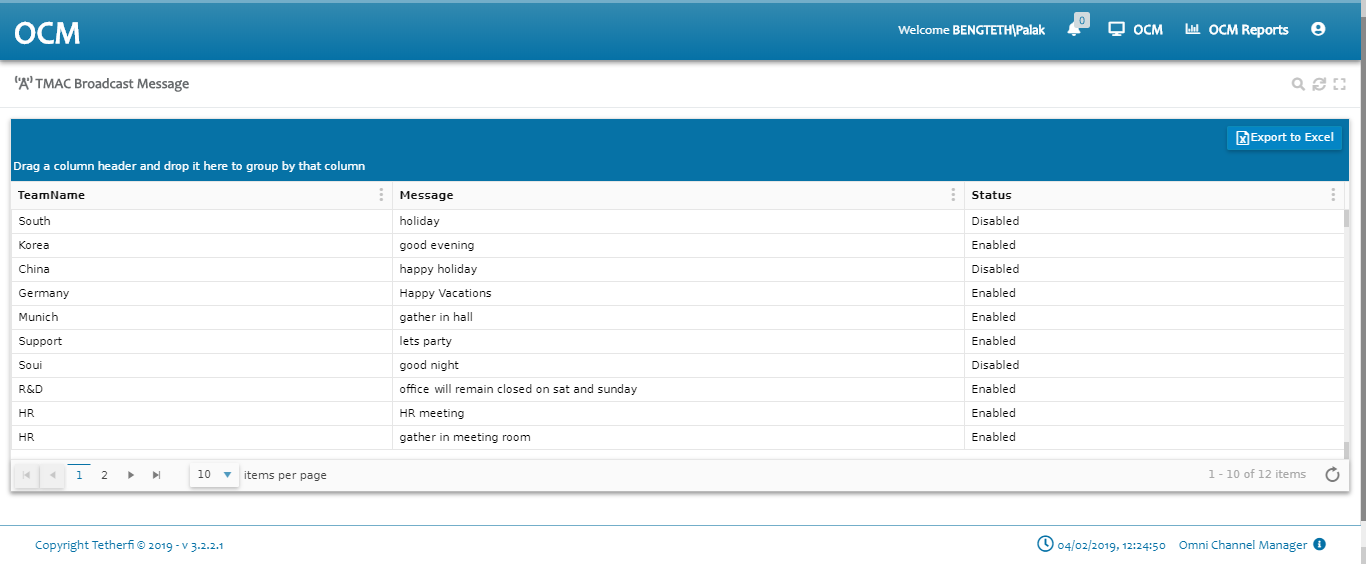 OCM
Welcome BENGTETH\Palak 0 OCM OCM Reports
TMAC Broadcast Message
Export to Excel
Drag a column header and drop it here to group by that column
TeamName Message Status
South holiday Disabled
Korea good evening Enabled
China happy holiday Disabled
Germany Happy Vacations Enabled
Munich gather in hall Enabled
Support lets party Enabled
Soui good night Disabled
R&D office will remain closed on sat and sunday Enabled
HR HR meeting Enabled
HR gather in meeting room Enabled
1 2 10 items per page 1 - 10 of 12 items
Copyright Tetherfi © 2019 - v 3.2.2.1 04/02/2019, 12:24:50 Omni Channel Manager